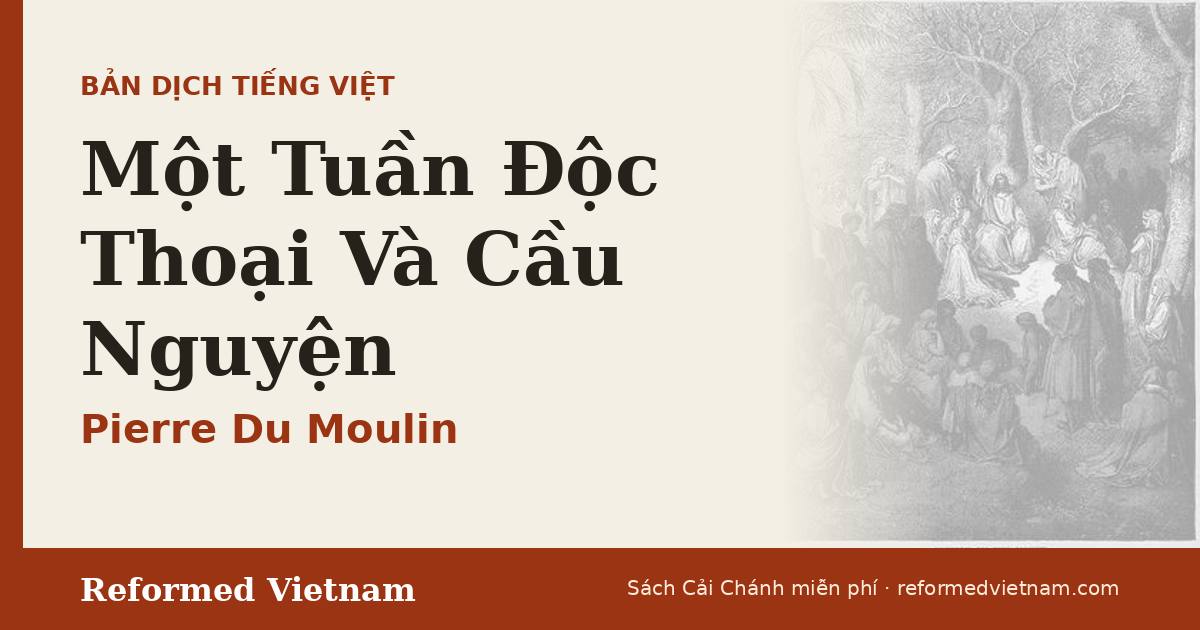 BẢN DỊCH TIẾNG VIỆT
Một Tuần Độc
Thoại Và Cầu
Nguyện
Pierre Du Moulin
Reformed Vietnam
Sách Cải Chánh miễn phí · reformedvietnam.com